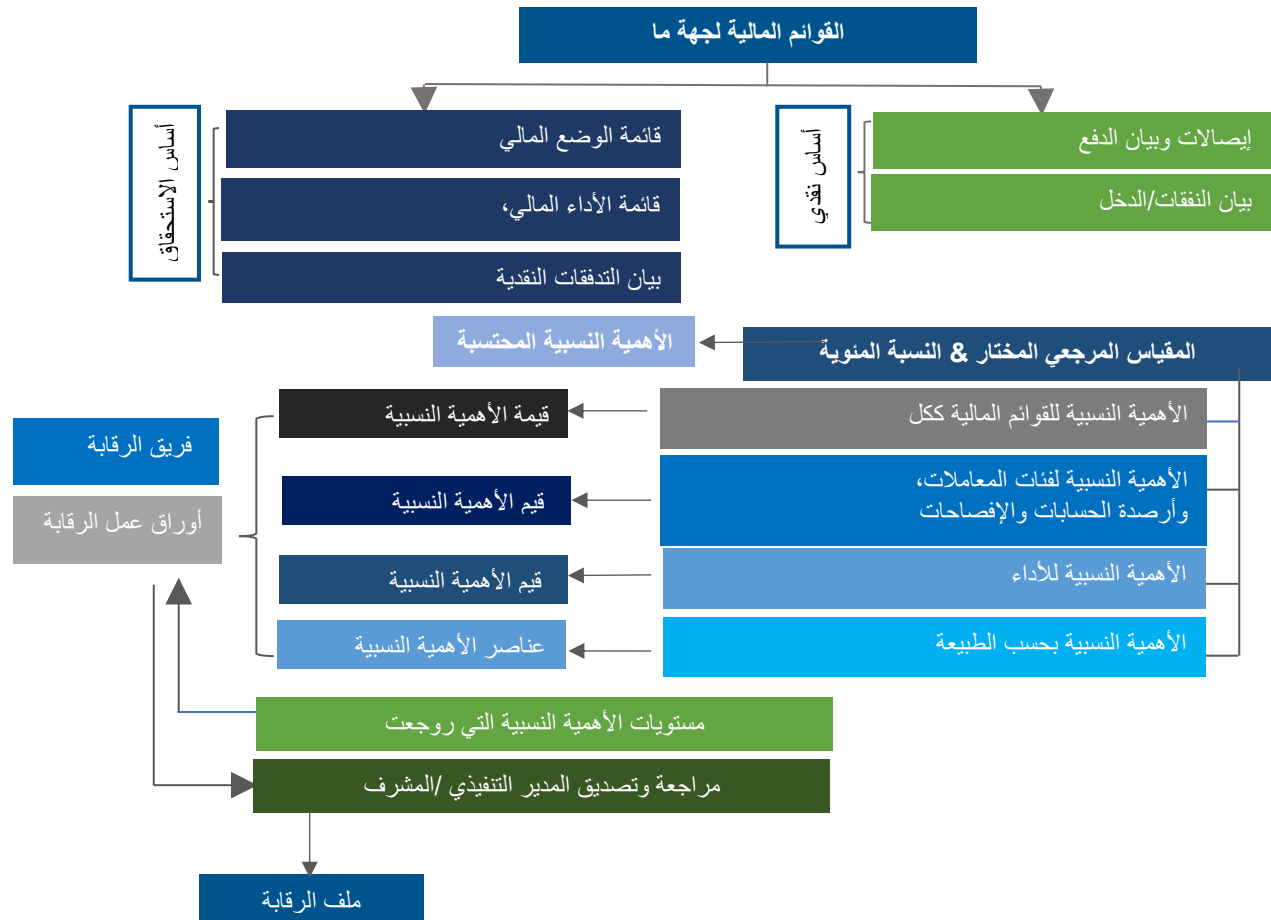 القوائم المالية لجهة ما
إيصالات وبيان الدفع
بيان النفقات/الدخل
أساس نقدي
قائمة الوضع المالي
قائمة الأداء المالي،
بيان التدفقات النقدية
أساس الاستحقاق
المقياس المرجعي المختار & النسبة المئوية
الأهمية النسبية المحتسبة
الأهمية النسبية للقوائم المالية ككل
قيمة الأهمية النسبية
الأهمية النسبية لفئات المعاملات،
وأرصدة الحسابات والإفصاحات
قيم الأهمية النسبية
الأهمية النسبية للأداء
قيم الأهمية النسبية
الأهمية النسبية بحسب الطبيعة
عناصر الأهمية النسبية
فريق الرقابة
أوراق عمل الرقابة
مستويات الأهمية النسبية التي روجعت
مراجعة وتصديق المدير التنفيذي /المشرف
ملف الرقابة